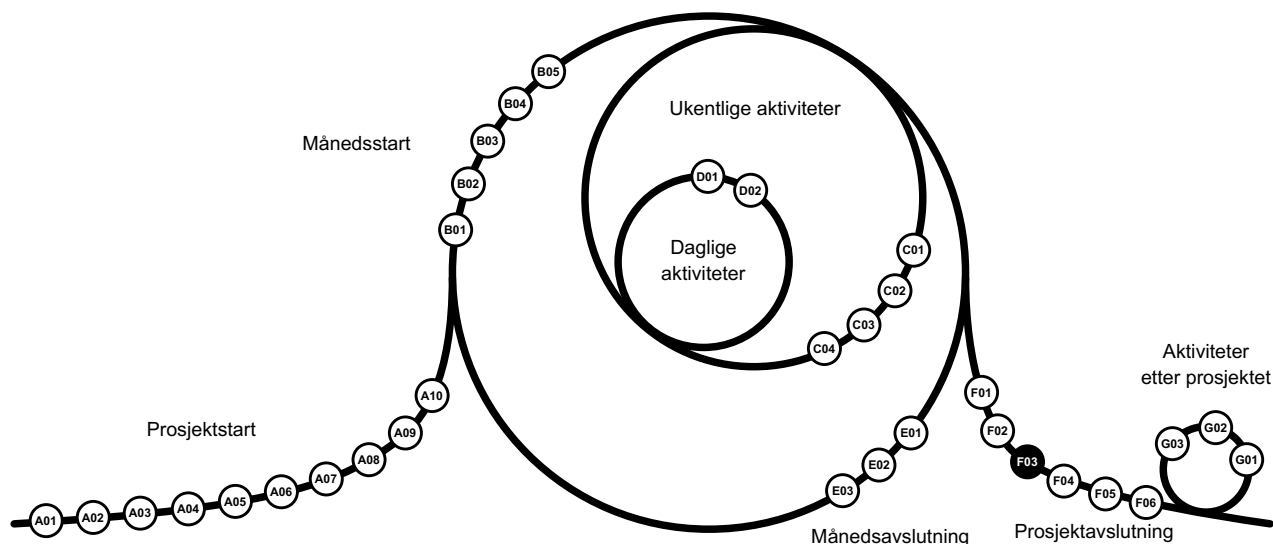 B05
B04
Ukentlige aktiviteter
Månedsstart
B03
D01
D02
B02
B01
Daglige
aktiviteter
C01
C02
C03
C04
Aktiviteter
etter prosjektet
A10
F01
Prosjektstart
A09
E01
F02
G02
G03
G01
A08
E02
F03
A07
F04
A06
E03
F05
A05
F06
A04
A03
A02
A01
Månedsavslutning
Prosjektavslutning